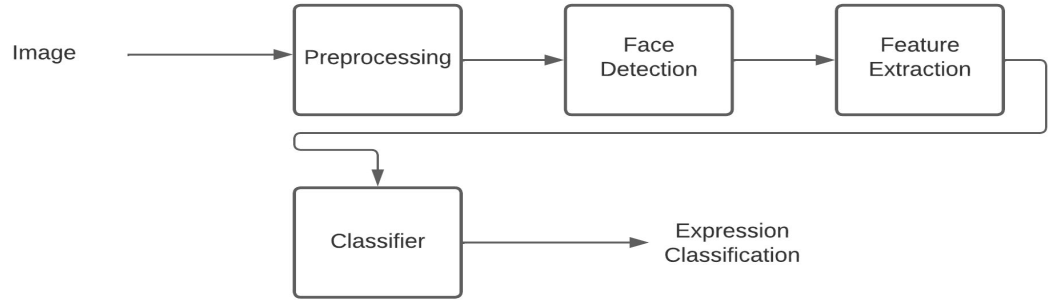 Image
Preprocessing
Face
Detection
Feature
Extraction
Classifier
Expression
Classification